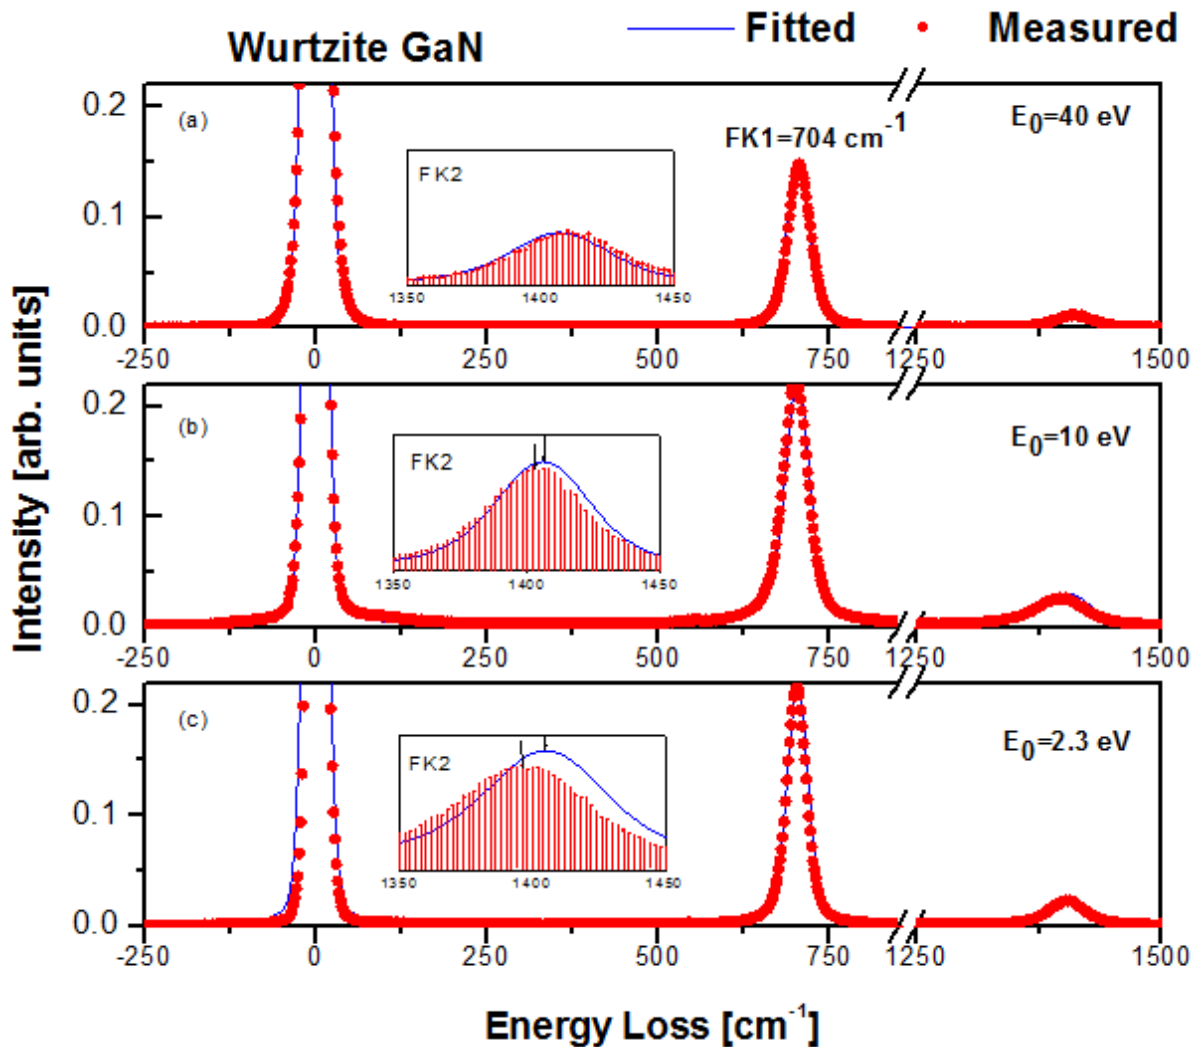 Wurtzite GaN
Fitted
Measured
Intensity [arb. units]
0.2
0.1
0.0
(a)
FK2
1350 1400 1450
FK1=704 cm-1
E0=40 eV
-250 0 250 500 750 1250 1500
0.2
0.1
0.0
(b)
FK2
1350 1400 1450
E0=10 eV
-250 0 250 500 750 1250 1500
0.2
0.1
0.0
(c)
FK2
1350 1400 1450
E0=2.3 eV
-250 0 250 500 750 1250 1500
Energy Loss [cm-1]